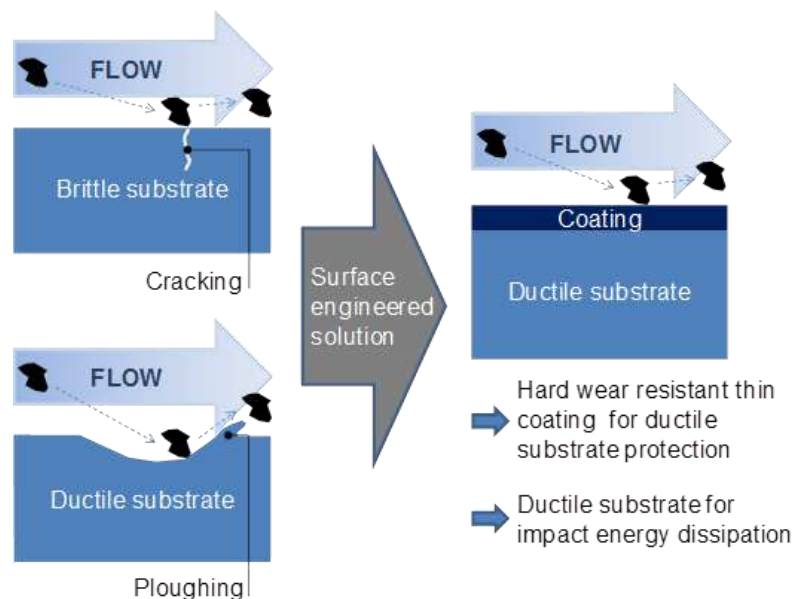 FLOW
Brittle substrate
Cracking
FLOW
Ductile substrate
Ploughing
Surface
engineered
solution
FLOW
Coating
Ductile substrate
Hard wear resistant thin
coating for ductile
substrate protection
Ductile substrate for
impact energy dissipation